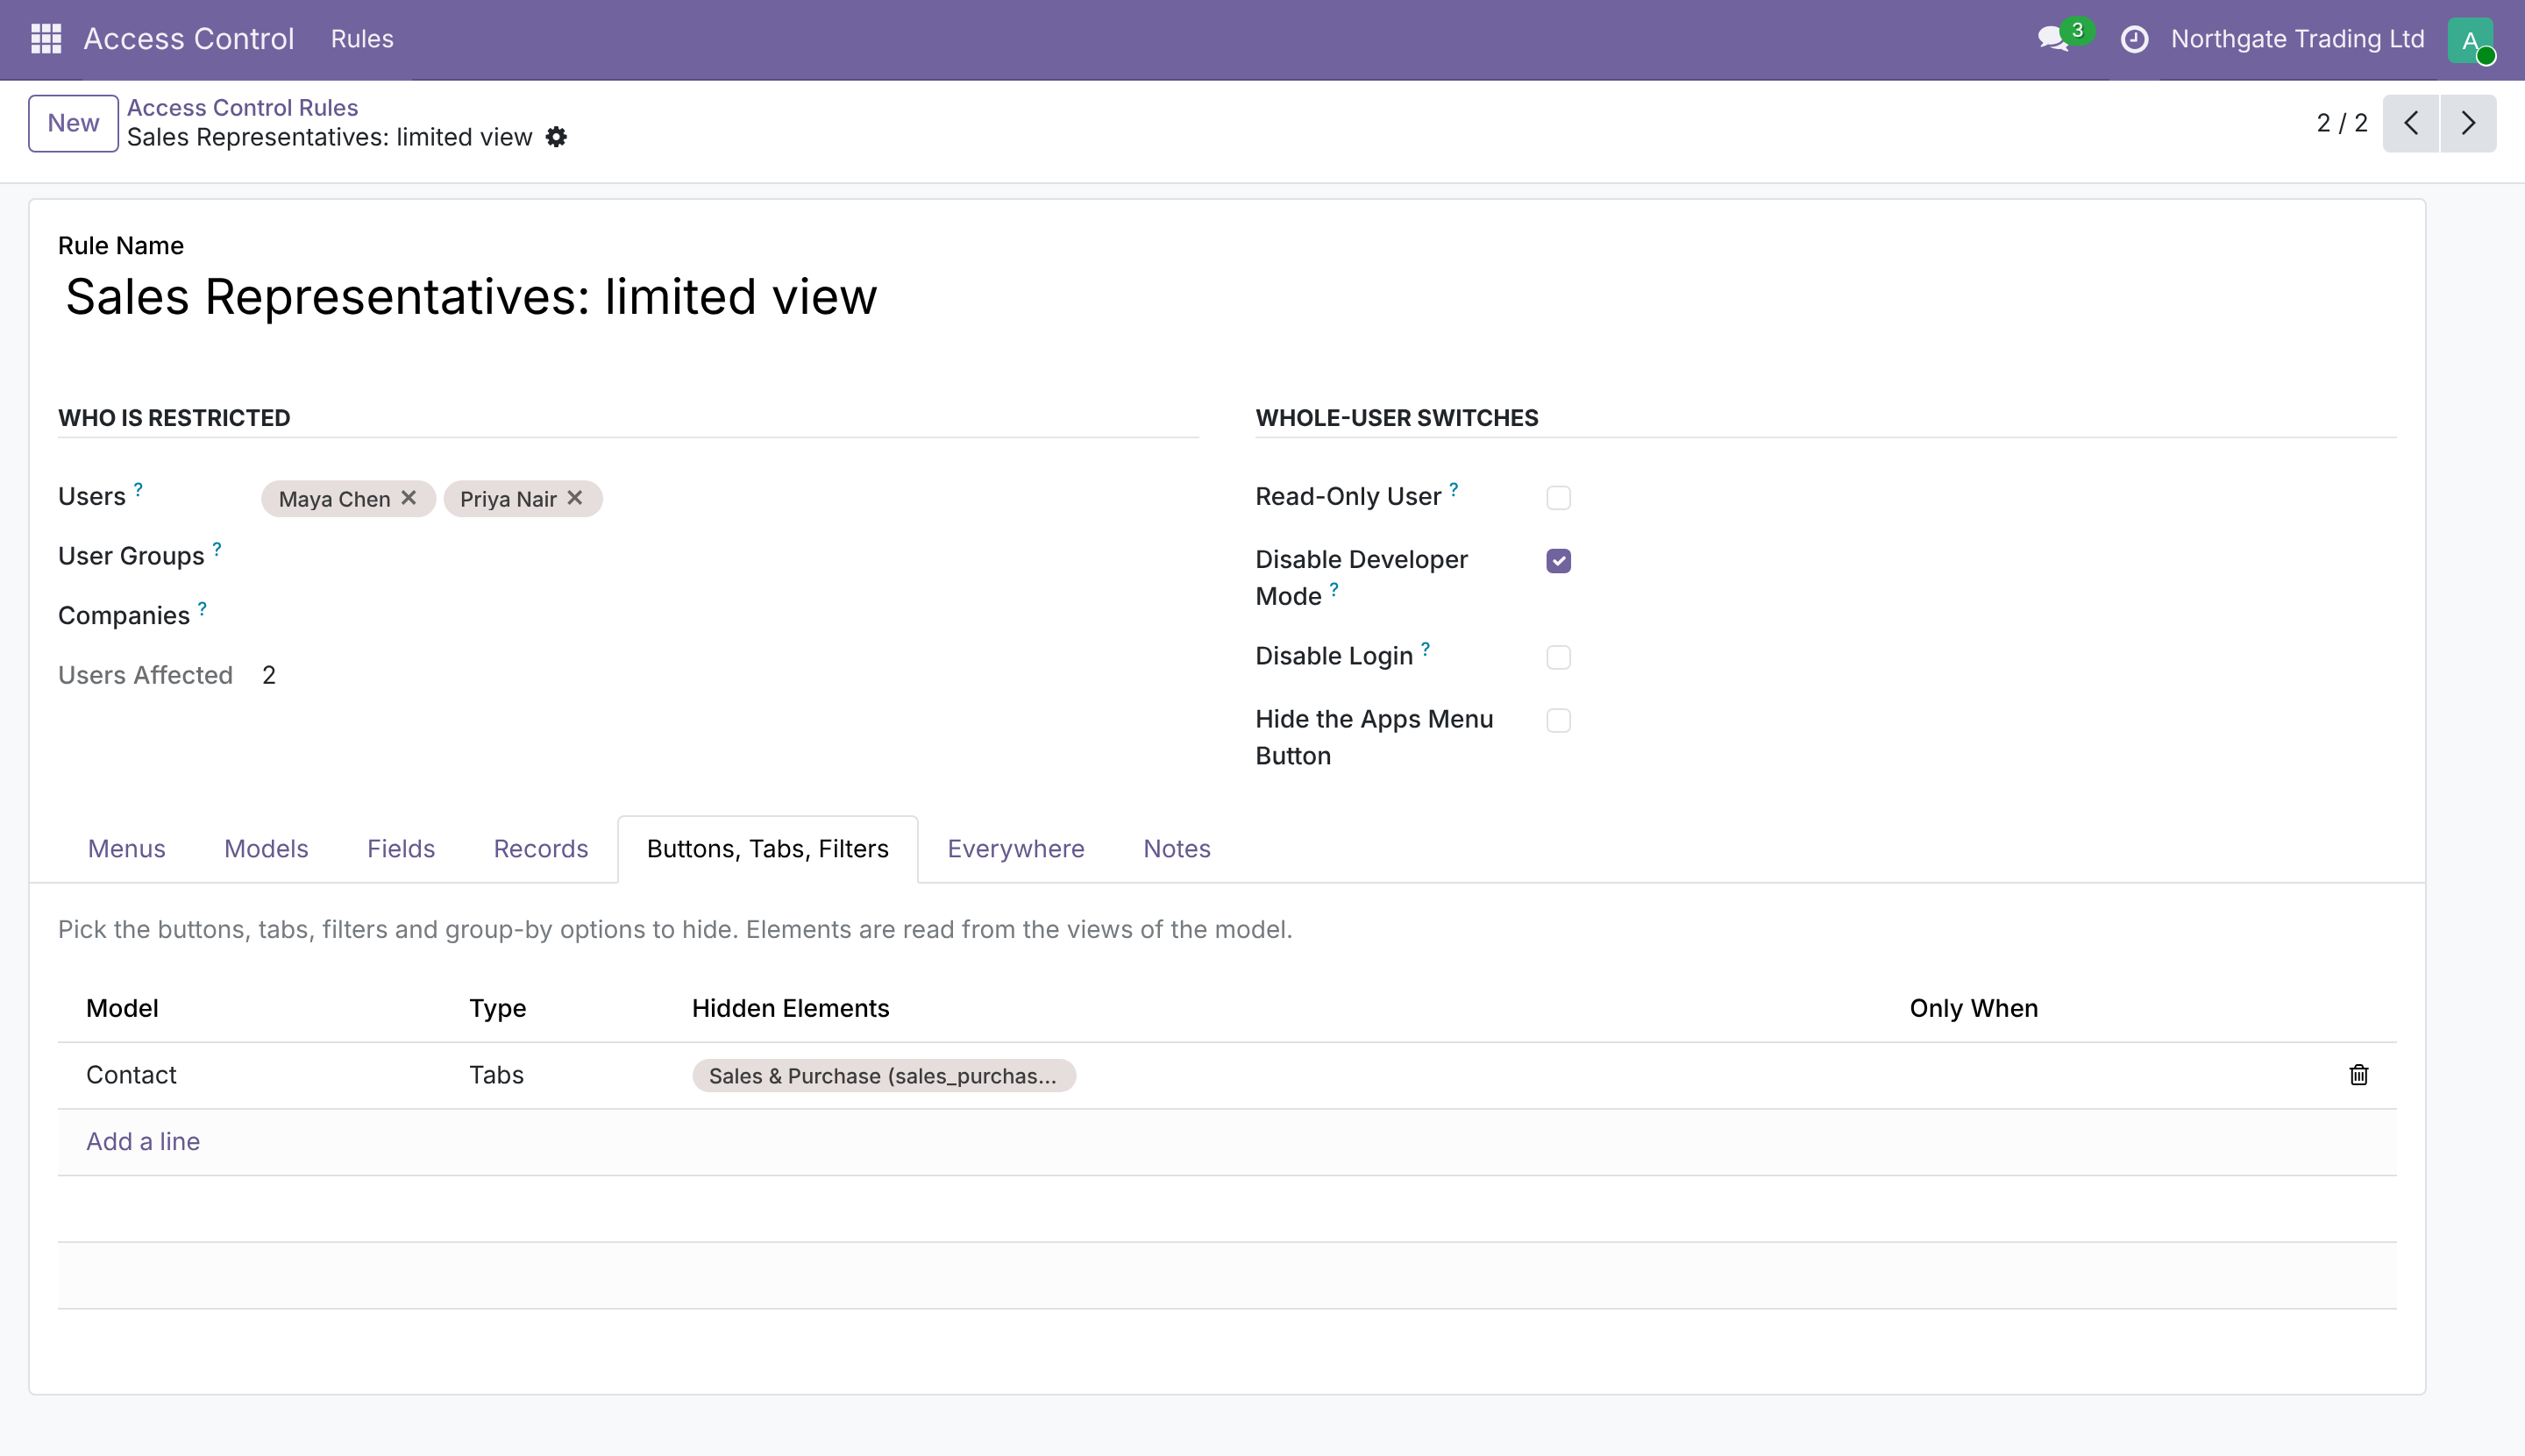 Access Control Rules 3 Northgate Trading Ltd A
New Access Control Rules
Sales Representatives: limited view
2 / 2
Rule Name
Sales Representatives: limited view
WHO IS RESTRICTED
Users ? Maya Chen Priya Nair
User Groups ?
Companies ?
Users Affected 2
WHOLE-USER SWITCHES
Read-Only User ?
Disable Developer
Mode ?
Disable Login ?
Hide the Apps Menu
Button
Menus Models Fields Records Buttons, Tabs, Filters Everywhere Notes
Pick the buttons, tabs, filters and group-by options to hide. Elements are read from the views of the model.
Model Type Hidden Elements Only When
Contact Tabs Sales & Purchase (sales_purchas...
Add a line